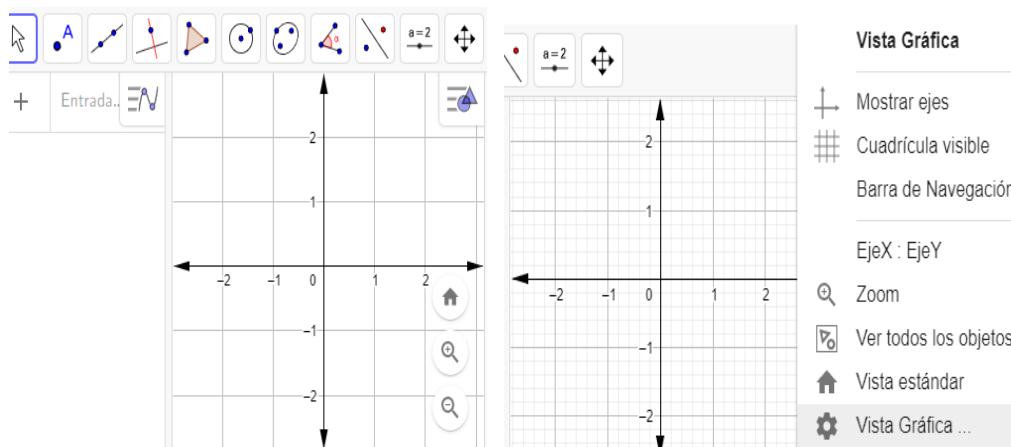 A
α
a=2
+ Entrada..
2
1
−2 −1 0 1 2
−1
−2
a=2
2
1
−2 −1 0 1 2
−1
−2
Vista Gráfica
Mostrar ejes
Cuadrícula visible
Barra de Navegación
EjeX : EjeY
Zoom
Ver todos los objetos
Vista estándar
Vista Gráfica ...